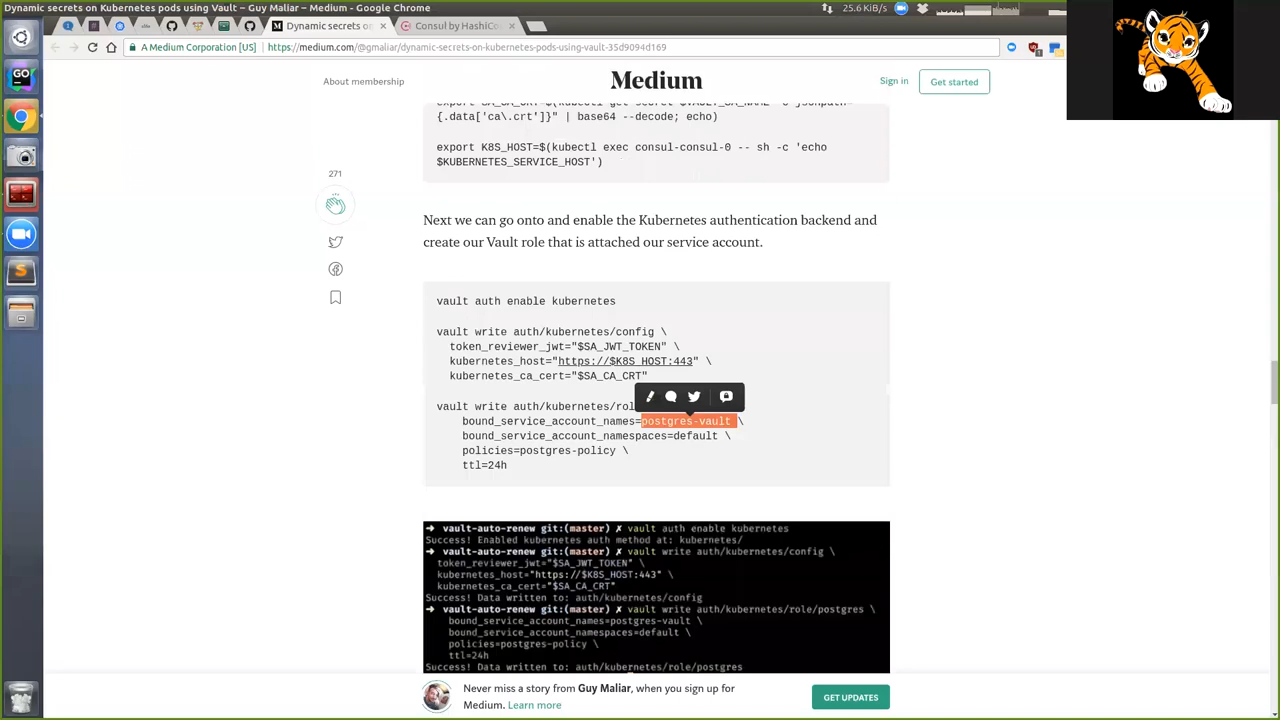 Dynamic secrets on Kubernetes pods using Vault – Guy Maliar – Medium - Google Chrome
25.6 KiB/s
Dynamic secrets o
Consul by HashiCo
A Medium Corporation [US]
https://medium.com/@gmaliar/dynamic-secrets-on-kubernetes-pods-using-vault-35d9094d169
About membership
Medium
Sign in
Get started
{.data['ca\.crt']}" | base64 --decode; echo)
export K8S_HOST=$(kubectl exec consul-consul-0 -- sh -c 'echo
$KUBERNETES_SERVICE_HOST')
271
Next we can go onto and enable the Kubernetes authentication backend and
create our Vault role that is attached our service account.
vault auth enable kubernetes
vault write auth/kubernetes/config \
token_reviewer_jwt="$SA_JWT_TOKEN" \
kubernetes_host="https://$K8S_HOST:443" \
kubernetes_ca_cert="$SA_CA_CRT"
vault write auth/kubernetes/rol
bound_service_account_names=postgres-vault \
bound_service_account_namespaces=default \
policies=postgres-policy \
ttl=24h
➜ vault-auto-renew git:(master) ✗ vault auth enable kubernetes
Success! Enabled kubernetes auth method at: kubernetes/
➜ vault-auto-renew git:(master) ✗ vault write auth/kubernetes/config \
token_reviewer_jwt="$SA_JWT_TOKEN" \
kubernetes_host="https://$K8S_HOST:443" \
kubernetes_ca_cert="$SA_CA_CRT"
Success! Data written to: auth/kubernetes/config
➜ vault-auto-renew git:(master) ✗ vault write auth/kubernetes/role/postgres \
bound_service_account_names=postgres-vault \
bound_service_account_namespaces=default \
policies=postgres-policy \
ttl=24h
Success! Data written to: auth/kubernetes/role/postgres
Never miss a story from Guy Maliar, when you sign up for
Medium. Learn more
GET UPDATES